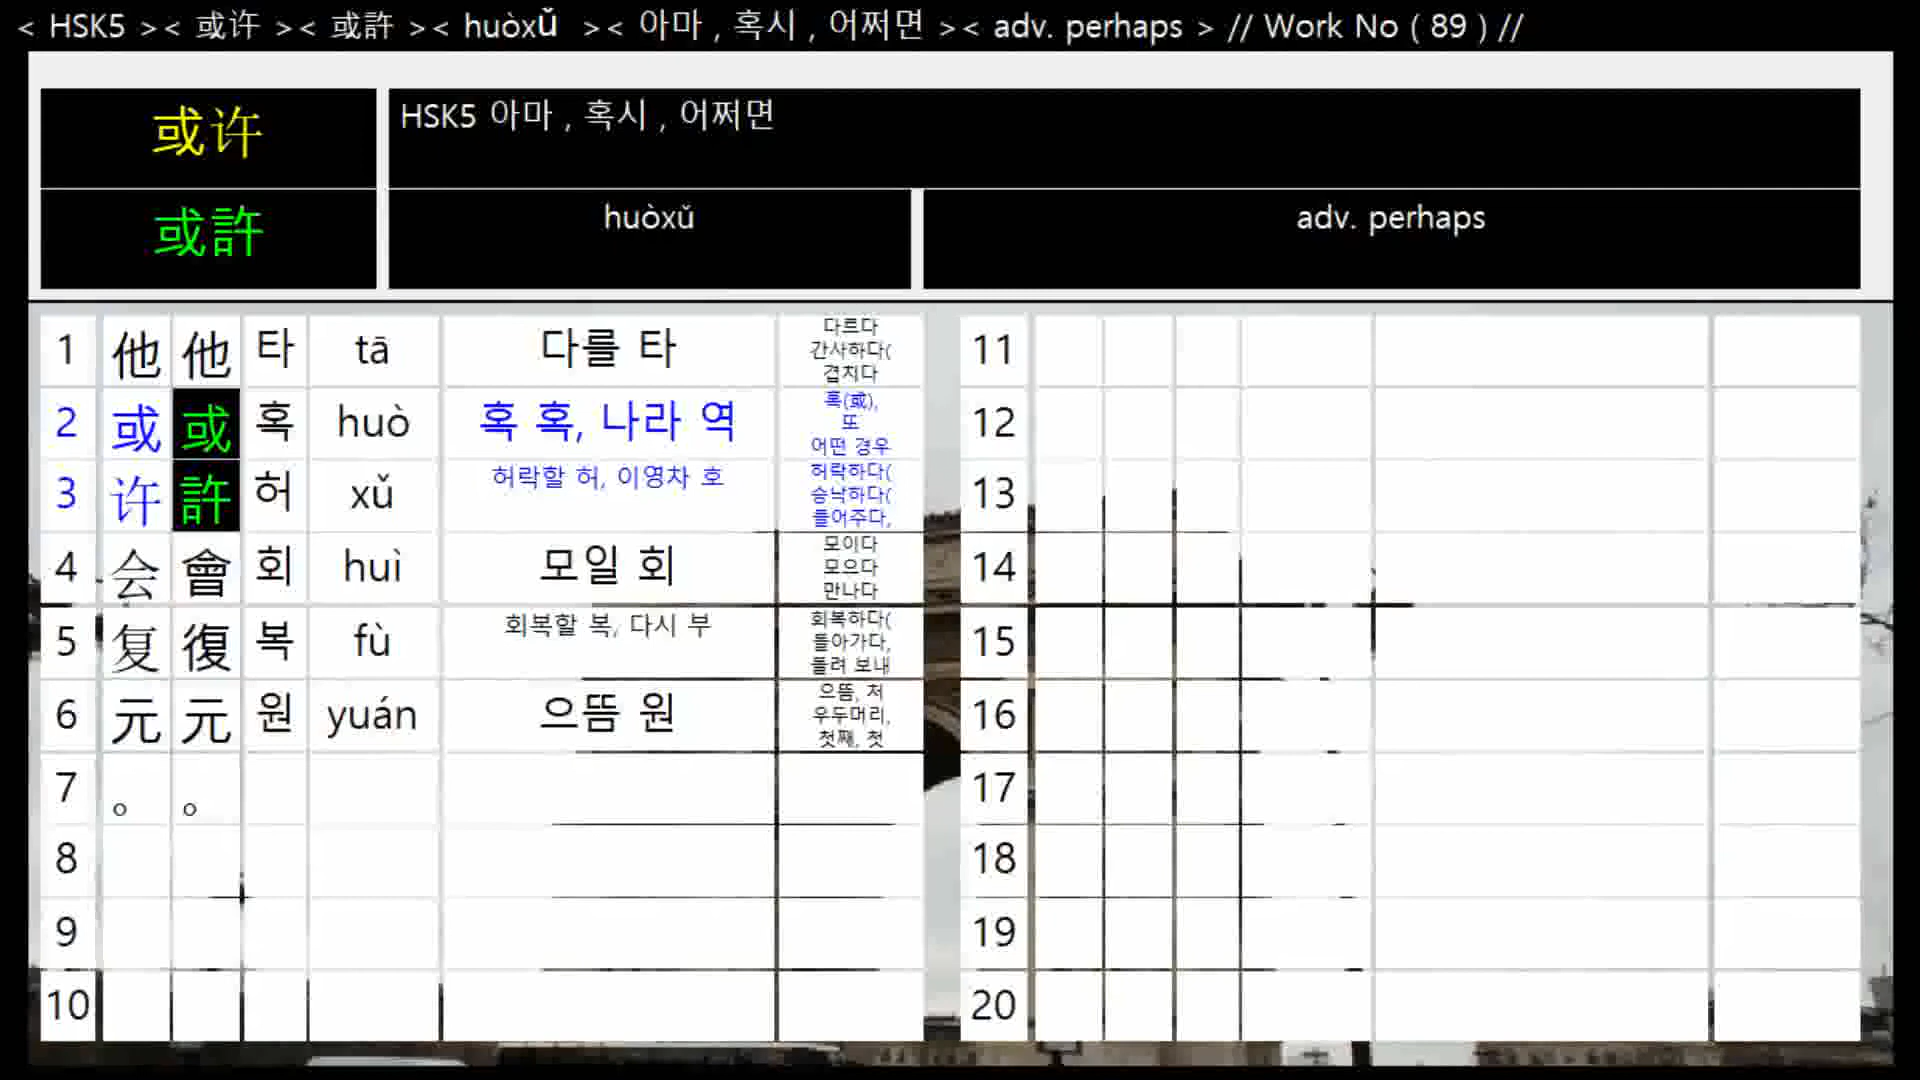 < HSK5 >< 或许 >< 或許 >< huòxǔ >< 아마 , 혹시 , 어쩌면 >< adv. perhaps > // Work No ( 89 ) //
或许
HSK5 아마 , 혹시 , 어쩌면
或許
huòxǔ
adv. perhaps
1 他 他 타 tā 다를 타 다르다 간사하다( 겹치다
2 或 或 혹 huò 혹 혹, 나라 역 혹(或), 또 어떤 경우
3 许 許 허 xǔ 허락할 허, 이영차 호 허락하다( 승낙하다( 들어주다,
4 会 會 회 huì 모일 회 모이다 모으다 만나다
5 复 復 복 fù 회복할 복, 다시 부 회복하다( 돌아가다, 돌려 보내
6 元 元 원 yuán 으뜸 원 으뜸, 처 우두머리, 첫째, 첫
7 。 。
8
9
10
11
12
13
14
15
16
17
18
19
20